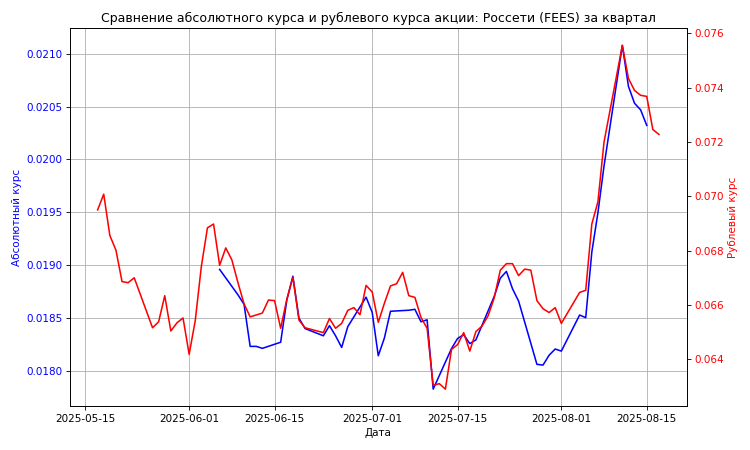 Сравнение абсолютного курса и рублевого курса акции: Россети (FEES) за квартал
0.0210
0.0205
0.0200
0.0195
0.0190
0.0185
0.0180
Абсолютный курс
0.076
0.074
0.072
0.070
0.068
0.066
0.064
Рублевый курс
2025-05-15 2025-06-01 2025-06-15 2025-07-01 2025-07-15 2025-08-01 2025-08-15
Дата